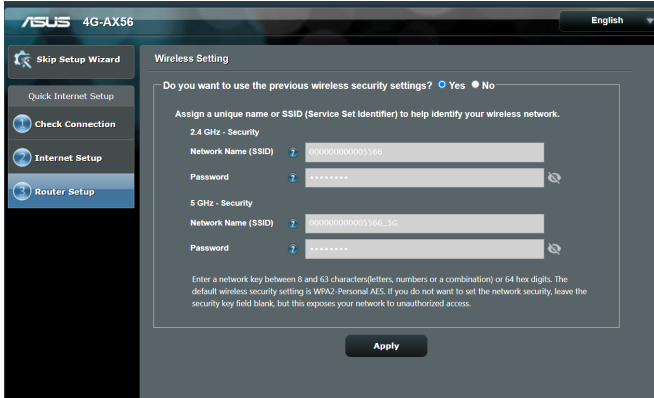 ASUS 4G-AX56
English
Skip Setup Wizard
Wireless Setting
Do you want to use the previous wireless security settings? Yes No
Quick Internet Setup
1 Check Connection
2 Internet Setup
3 Router Setup
Assign a unique name or SSID (Service Set Identifier) to help identify your wireless network.
2.4 GHz - Security
Network Name (SSID) ? 000000000005566
Password ? ••••••••
5 GHz - Security
Network Name (SSID) ? 000000000005566_5G
Password ? ••••••••
Enter a network key between 8 and 63 characters(letters, numbers or a combination) or 64 hex digits. The
default wireless security setting is WPA2-Personal AES. If you do not want to set the network security, leave the
security key field blank, but this exposes your network to unauthorized access.
Apply